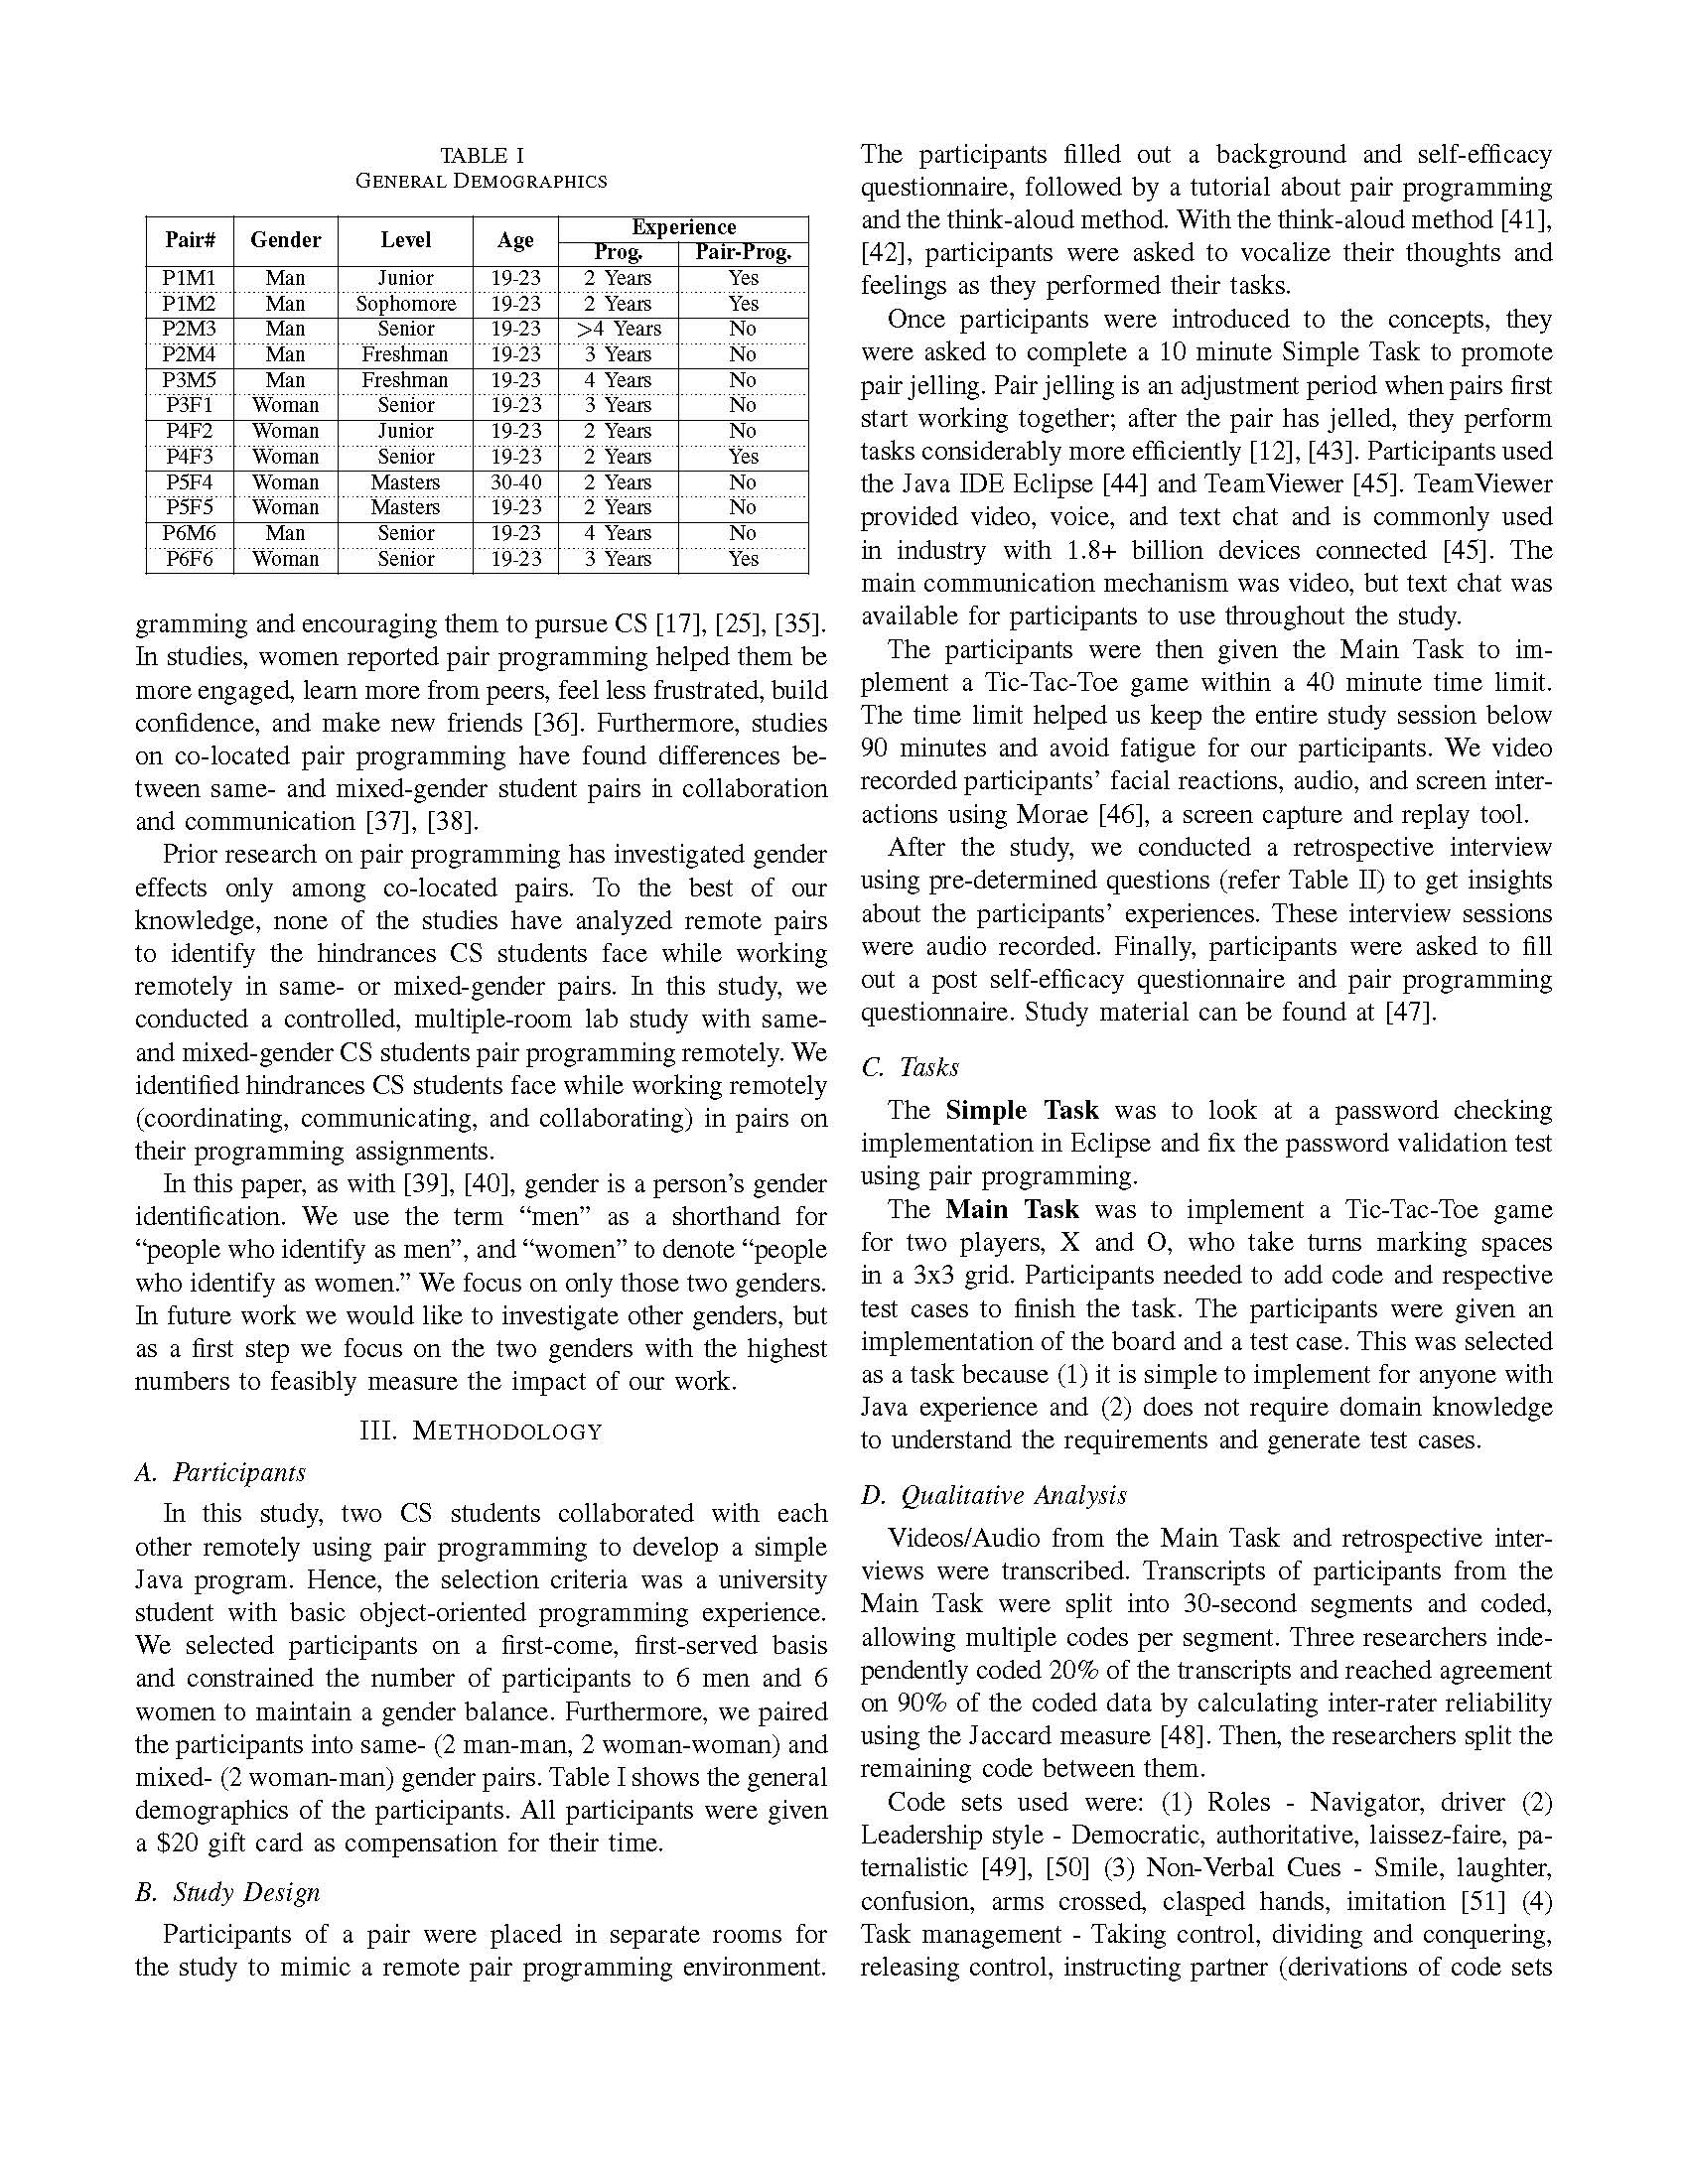 TABLE I
GENERAL DEMOGRAPHICS
Pair# Gender Level Age Experience
Prog. Pair-Prog.
P1M1 Man Junior 19-23 2 Years Yes
P1M2 Man Sophomore 19-23 2 Years Yes
P2M3 Man Senior 19-23 >4 Years No
P2M4 Man Freshman 19-23 3 Years No
P3M5 Man Freshman 19-23 4 Years No
P3F1 Woman Senior 19-23 3 Years No
P4F2 Woman Junior 19-23 2 Years No
P4F3 Woman Senior 19-23 2 Years Yes
P5F4 Woman Masters 30-40 2 Years No
P5F5 Woman Masters 19-23 2 Years No
P6M6 Man Senior 19-23 4 Years No
P6F6 Woman Senior 19-23 3 Years Yes
gramming and encouraging them to pursue CS [17], [25], [35].
In studies, women reported pair programming helped them be
more engaged, learn more from peers, feel less frustrated, build
confidence, and make new friends [36]. Furthermore, studies
on co-located pair programming have found differences be-
tween same- and mixed-gender student pairs in collaboration
and communication [37], [38].
Prior research on pair programming has investigated gender
effects only among co-located pairs. To the best of our
knowledge, none of the studies have analyzed remote pairs
to identify the hindrances CS students face while working
remotely in same- or mixed-gender pairs. In this study, we
conducted a controlled, multiple-room lab study with same-
and mixed-gender CS students pair programming remotely. We
identified hindrances CS students face while working remotely
(coordinating, communicating, and collaborating) in pairs on
their programming assignments.
In this paper, as with [39], [40], gender is a person's gender
identification. We use the term “men” as a shorthand for
“people who identify as men”, and “women” to denote “people
who identify as women.” We focus on only those two genders.
In future work we would like to investigate other genders, but
as a first step we focus on the two genders with the highest
numbers to feasibly measure the impact of our work.
III. METHODOLOGY
A. Participants
In this study, two CS students collaborated with each
other remotely using pair programming to develop a simple
Java program. Hence, the selection criteria was a university
student with basic object-oriented programming experience.
We selected participants on a first-come, first-served basis
and constrained the number of participants to 6 men and 6
women to maintain a gender balance. Furthermore, we paired
the participants into same- (2 man-man, 2 woman-woman) and
mixed- (2 woman-man) gender pairs. Table I shows the general
demographics of the participants. All participants were given
a $20 gift card as compensation for their time.
B. Study Design
Participants of a pair were placed in separate rooms for
the study to mimic a remote pair programming environment.
The participants filled out a background and self-efficacy
questionnaire, followed by a tutorial about pair programming
and the think-aloud method. With the think-aloud method [41],
[42], participants were asked to vocalize their thoughts and
feelings as they performed their tasks.
Once participants were introduced to the concepts, they
were asked to complete a 10 minute Simple Task to promote
pair jelling. Pair jelling is an adjustment period when pairs first
start working together; after the pair has jelled, they perform
tasks considerably more efficiently [12], [43]. Participants used
the Java IDE Eclipse [44] and TeamViewer [45]. TeamViewer
provided video, voice, and text chat and is commonly used
in industry with 1.8+ billion devices connected [45]. The
main communication mechanism was video, but text chat was
available for participants to use throughout the study.
The participants were then given the Main Task to im-
plement a Tic-Tac-Toe game within a 40 minute time limit.
The time limit helped us keep the entire study session below
90 minutes and avoid fatigue for our participants. We video
recorded participants' facial reactions, audio, and screen inter-
actions using Morae [46], a screen capture and replay tool.
After the study, we conducted a retrospective interview
using pre-determined questions (refer Table II) to get insights
about the participants' experiences. These interview sessions
were audio recorded. Finally, participants were asked to fill
out a post self-efficacy questionnaire and pair programming
questionnaire. Study material can be found at [47].
C. Tasks
The Simple Task was to look at a password checking
implementation in Eclipse and fix the password validation test
using pair programming.
The Main Task was to implement a Tic-Tac-Toe game
for two players, X and O, who take turns marking spaces
in a 3x3 grid. Participants needed to add code and respective
test cases to finish the task. The participants were given an
implementation of the board and a test case. This was selected
as a task because (1) it is simple to implement for anyone with
Java experience and (2) does not require domain knowledge
to understand the requirements and generate test cases.
D. Qualitative Analysis
Videos/Audio from the Main Task and retrospective inter-
views were transcribed. Transcripts of participants from the
Main Task were split into 30-second segments and coded,
allowing multiple codes per segment. Three researchers inde-
pendently coded 20% of the transcripts and reached agreement
on 90% of the coded data by calculating inter-rater reliability
using the Jaccard measure [48]. Then, the researchers split the
remaining code between them.
Code sets used were: (1) Roles - Navigator, driver (2)
Leadership style - Democratic, authoritative, laissez-faire, pa-
ternalistic [49], [50] (3) Non-Verbal Cues - Smile, laughter,
confusion, arms crossed, clasped hands, imitation [51] (4)
Task management - Taking control, dividing and conquering,
releasing control, instructing partner (derivations of code sets